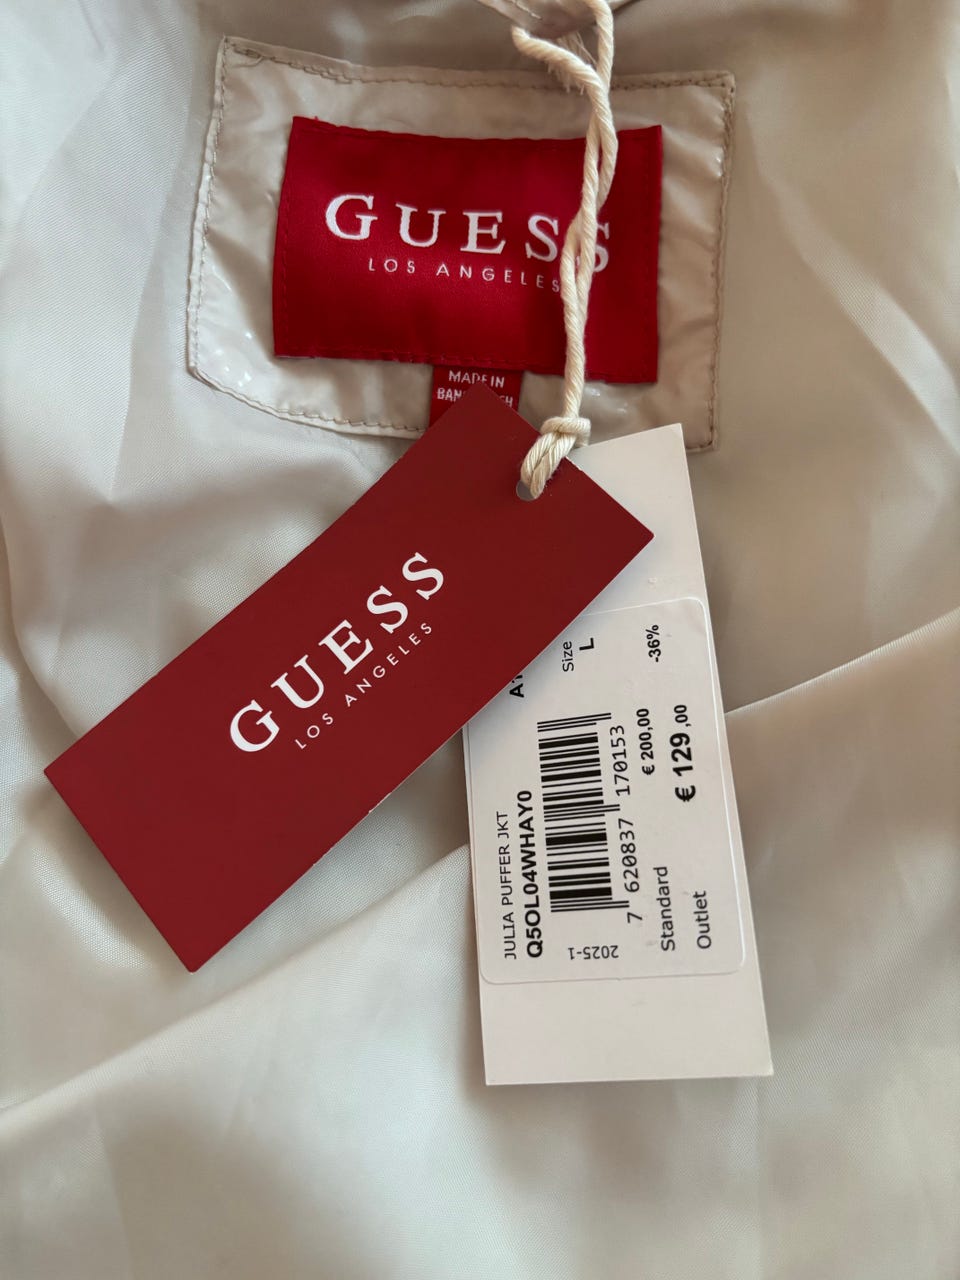 GUESS
LOS ANGELES
MADE IN
GUESS
LOS ANGELES
Size
L
-36%
JULIA PUFFER JKT
Q5OL04WHAY0
7 620837 170153
2025-1
Standard € 200,00
Outlet € 129,00